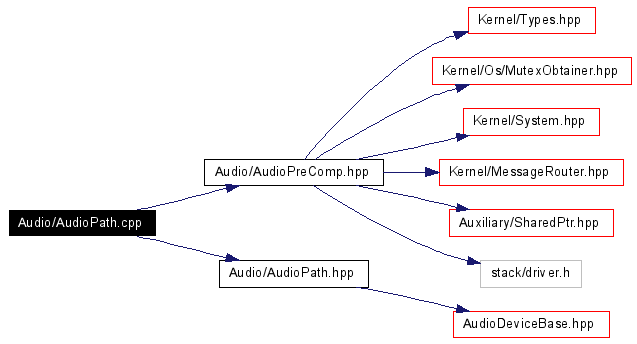 Kernel/Types.hpp
Kernel/Os/MutexObtainer.hpp
Kernel/System.hpp
Audio/AudioPreComp.hpp
Kernel/MessageRouter.hpp
Audio/AudioPath.cpp
Auxiliary/SharedPtr.hpp
Audio/AudioPath.hpp
stack/driver.h
AudioDeviceBase.hpp